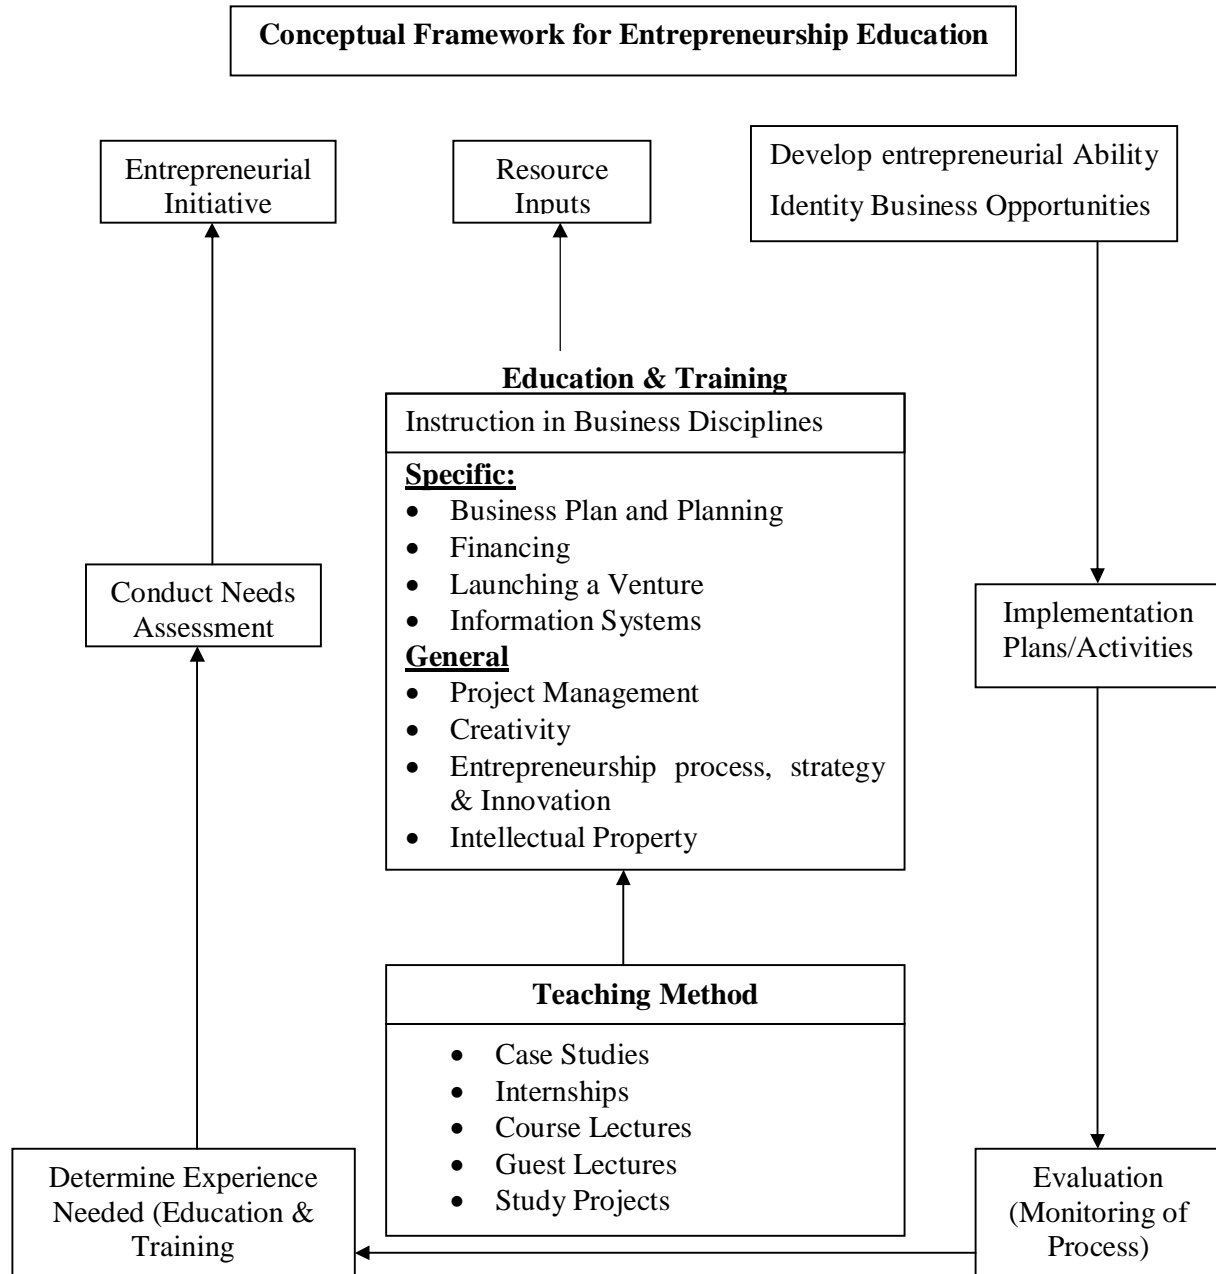 Conceptual Framework for Entrepreneurship Education
Entrepreneurial
Initiative
Resource
Inputs
Develop entrepreneurial Ability
Identity Business Opportunities
Education & Training
Instruction in Business Disciplines
Specific:
• Business Plan and Planning
• Financing
• Launching a Venture
• Information Systems
General
• Project Management
• Creativity
• Entrepreneurship process, strategy
& Innovation
• Intellectual Property
Conduct Needs
Assessment
Implementation
Plans/Activities
Teaching Method
• Case Studies
• Internships
• Course Lectures
• Guest Lectures
• Study Projects
Determine Experience
Needed (Education &
Training
Evaluation
(Monitoring of
Process)